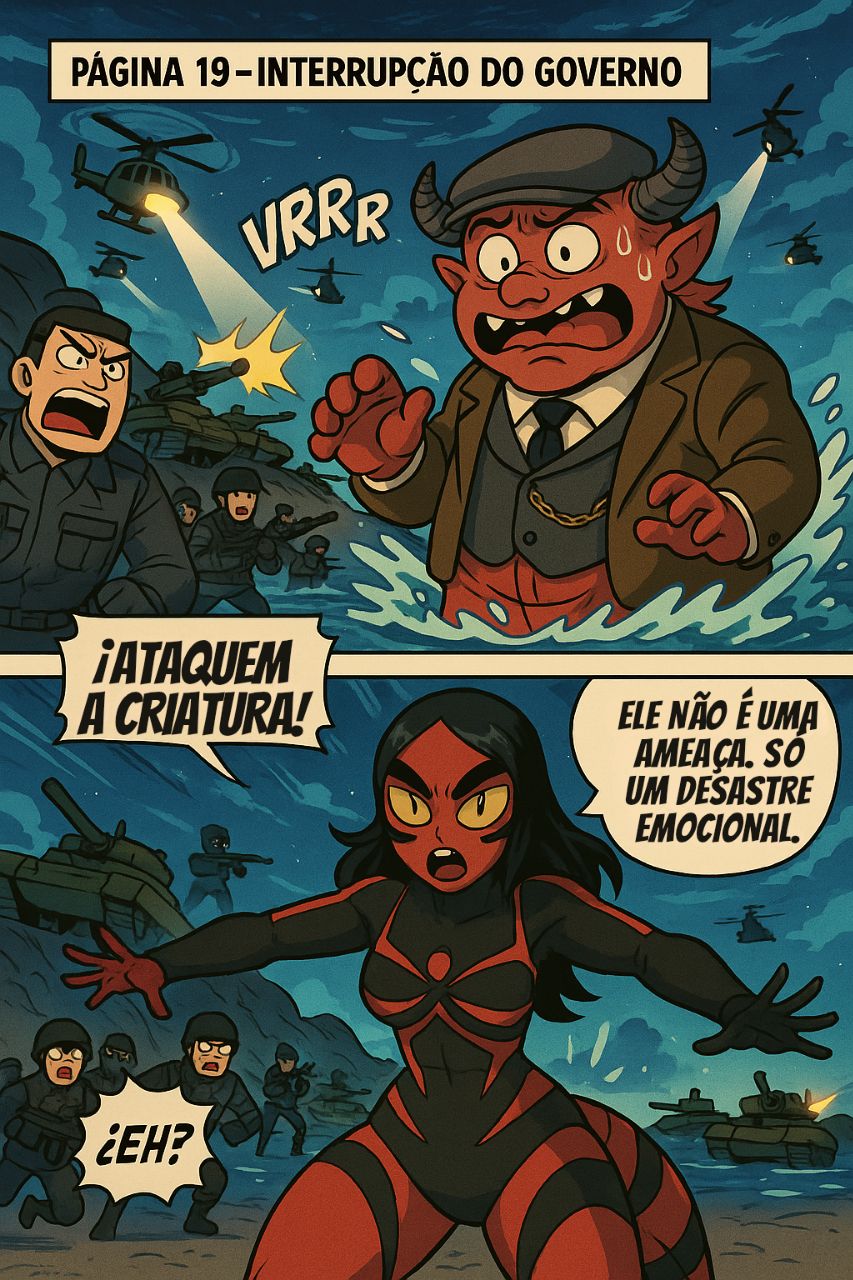 PÁGINA 19 – INTERRUPÇÃO DO GOVERNO
VRRR
¡ATAQUEM
A CRIATURA!
ELE NÃO É UMA
AMEAÇA. SÓ
UM DESASTRE
EMOCIONAL.
¿EH?